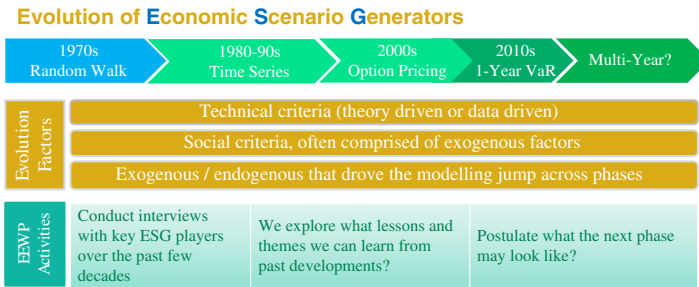 Evolution of Economic Scenario Generators
1970s
Random Walk
1980-90s
Time Series
2000s
Option Pricing
2010s
1-Year VaR
Multi-Year?
Evolution
Factors
Technical criteria (theory driven or data driven)
Social criteria, often comprised of exogenous factors
Exogenous / endogenous that drove the modelling jump across phases
EEWP
Activities
Conduct interviews
with key ESG players
over the past few
decades
We explore what lessons and
themes we can learn from
past developments?
Postulate what the next phase
may look like?